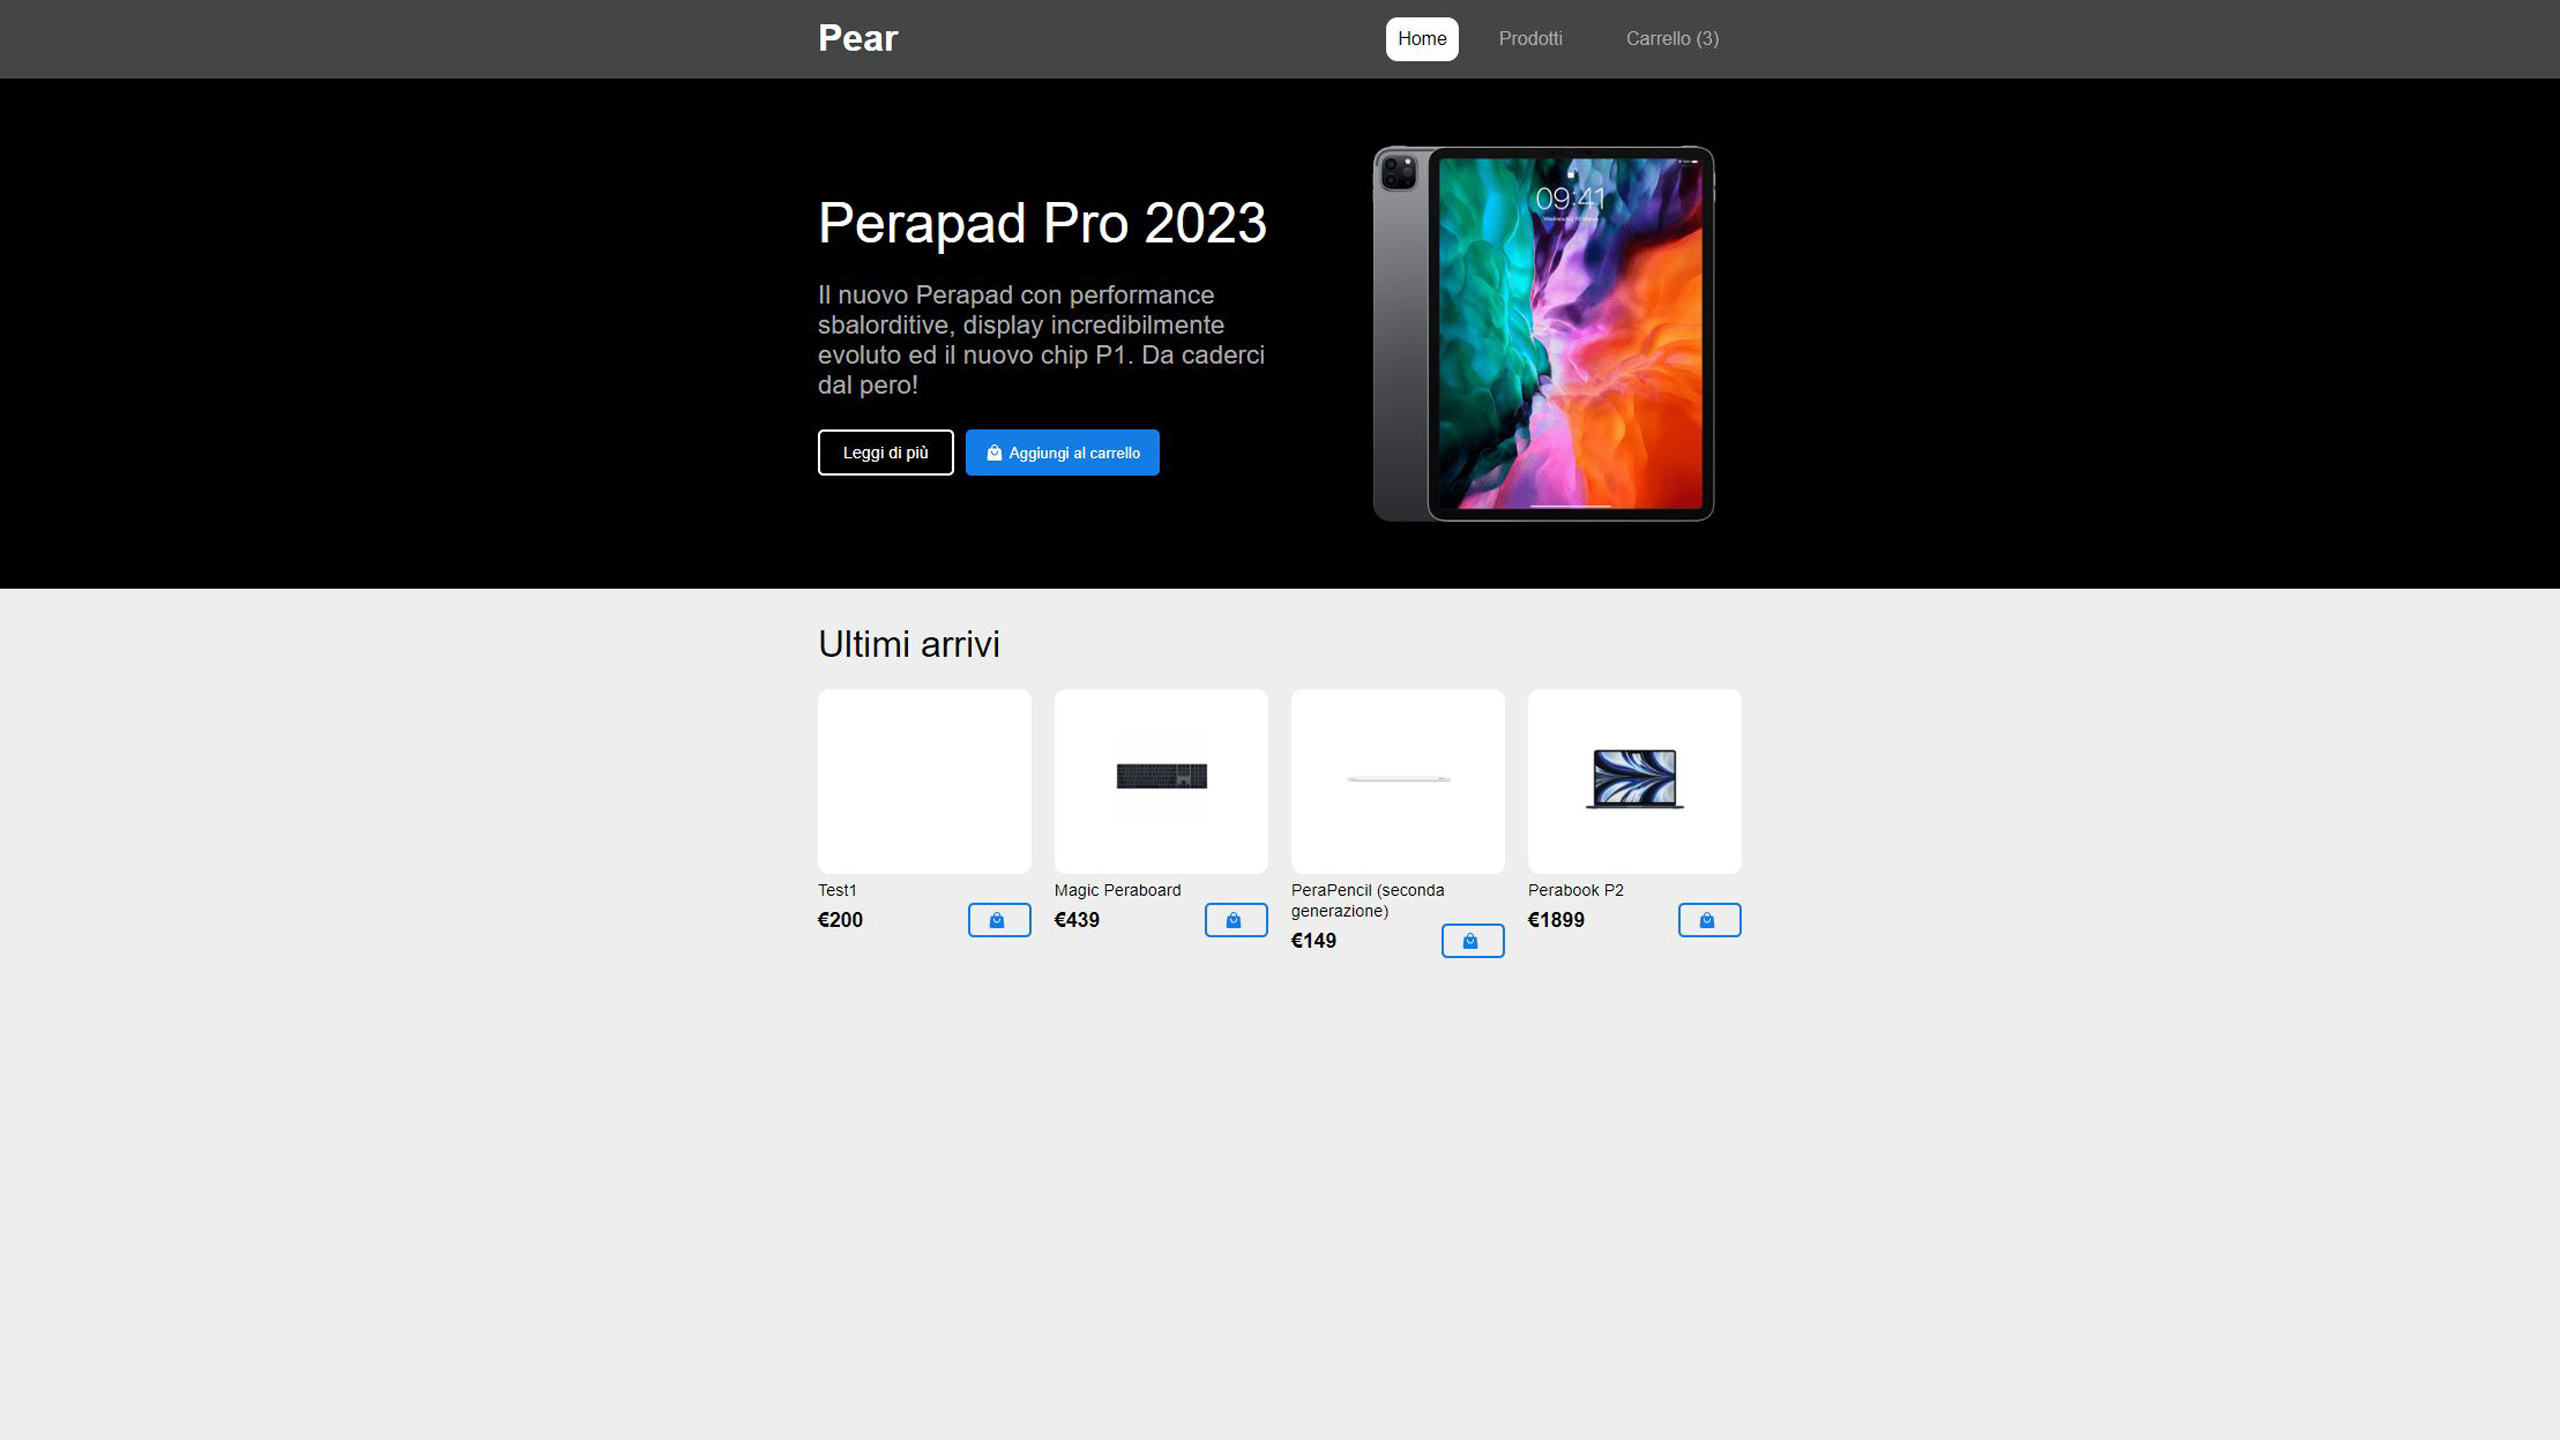 Pear
Home
Prodotti
Carrello (3)
Perapad Pro 2023
Il nuovo Perapad con performance
sbalorditive, display incredibilmente
evoluto ed il nuovo chip P1. Da caderci
dal pero!
Leggi di più
Aggiungi al carrello
09:41
Ultimi arrivi
Test1
€200
Magic Peraboard
€439
PeraPencil (seconda
generazione)
€149
Perabook P2
€1899